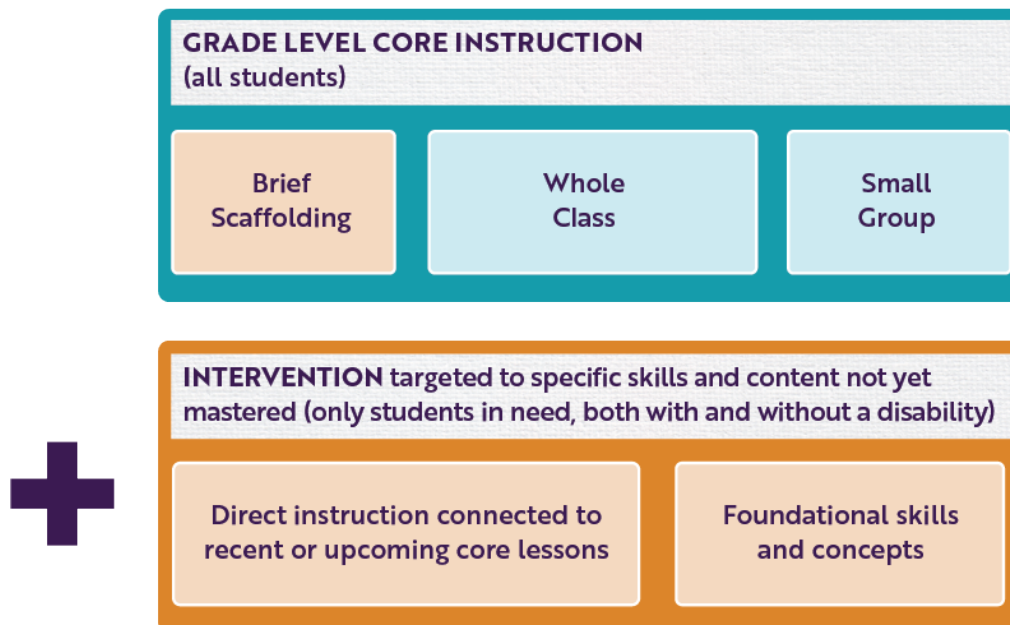 GRADE LEVEL CORE INSTRUCTION
(all students)
Brief
Scaffolding
Whole
Class
Small
Group
INTERVENTION targeted to specific skills and content not yet
mastered (only students in need, both with and without a disability)
Direct instruction connected to
recent or upcoming core lessons
Foundational skills
and concepts